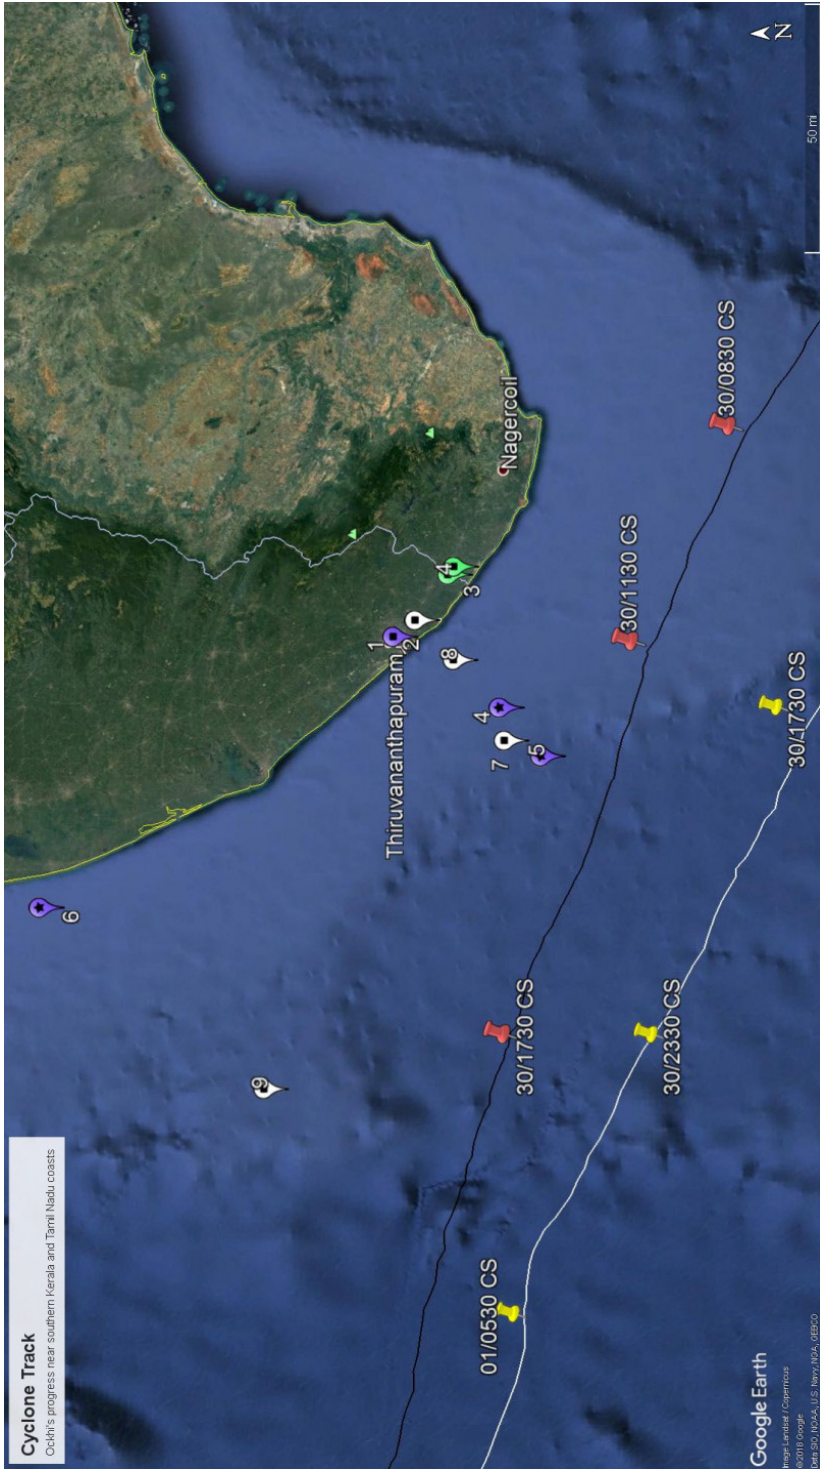 Cyclone Track
Ockhi's progress near southern Kerala and Tamil Nadu coasts
6
9
Thiruvananthapuram
1
2
3
4
8
4
7
5
Nagercoil
30/0830 CS
30/1130 CS
30/1730 CS
30/1730 CS
30/2330 CS
01/0530 CS
Google Earth
Image Landsat / Copernicus
©2018 Google
Data SIO, NOAA, U.S. Navy, NGA, GEBCO
N
50 mi